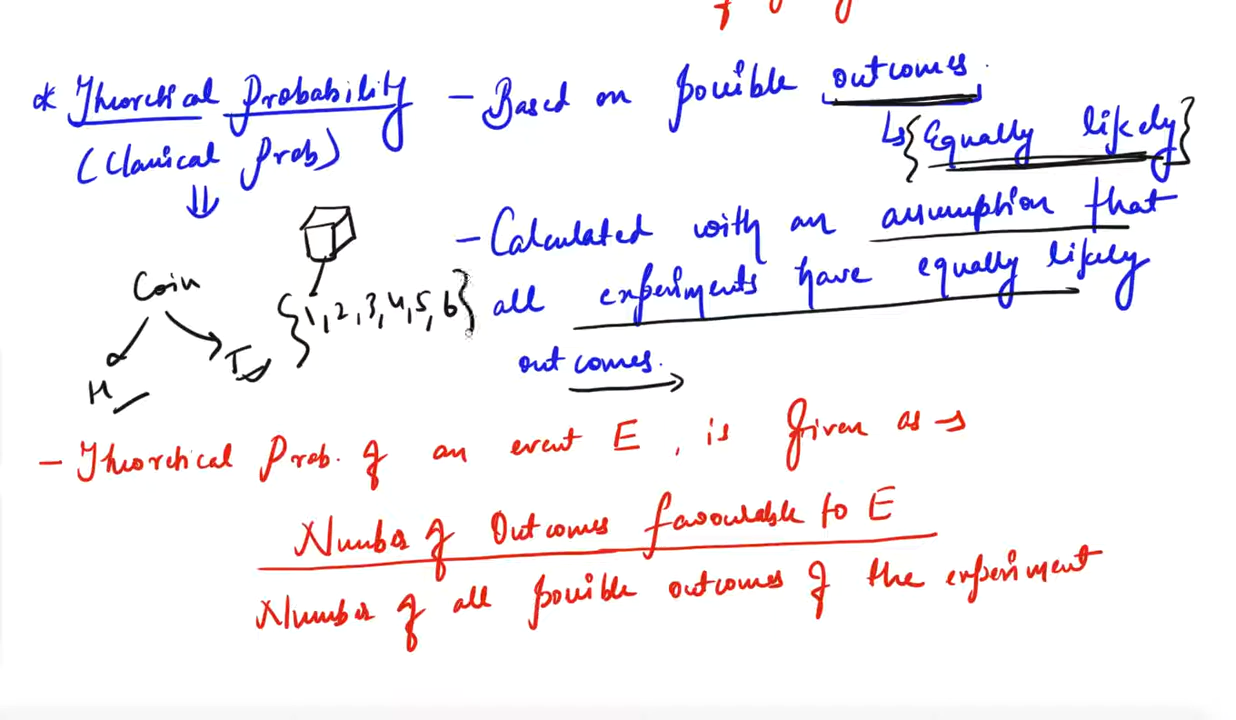 * Theoretical Probability - Based on possible outcomes.
(Classical Prob)
↳ {Equally likely}
- Calculated with an assumption that
all experiments have equally likely
outcomes.
Coin
H T
{1, 2, 3, 4, 5, 6}
- Theoretical Prob. of an event E, is given as →
Number of Outcomes favourable to E
Number of all possible outcomes of the experiment